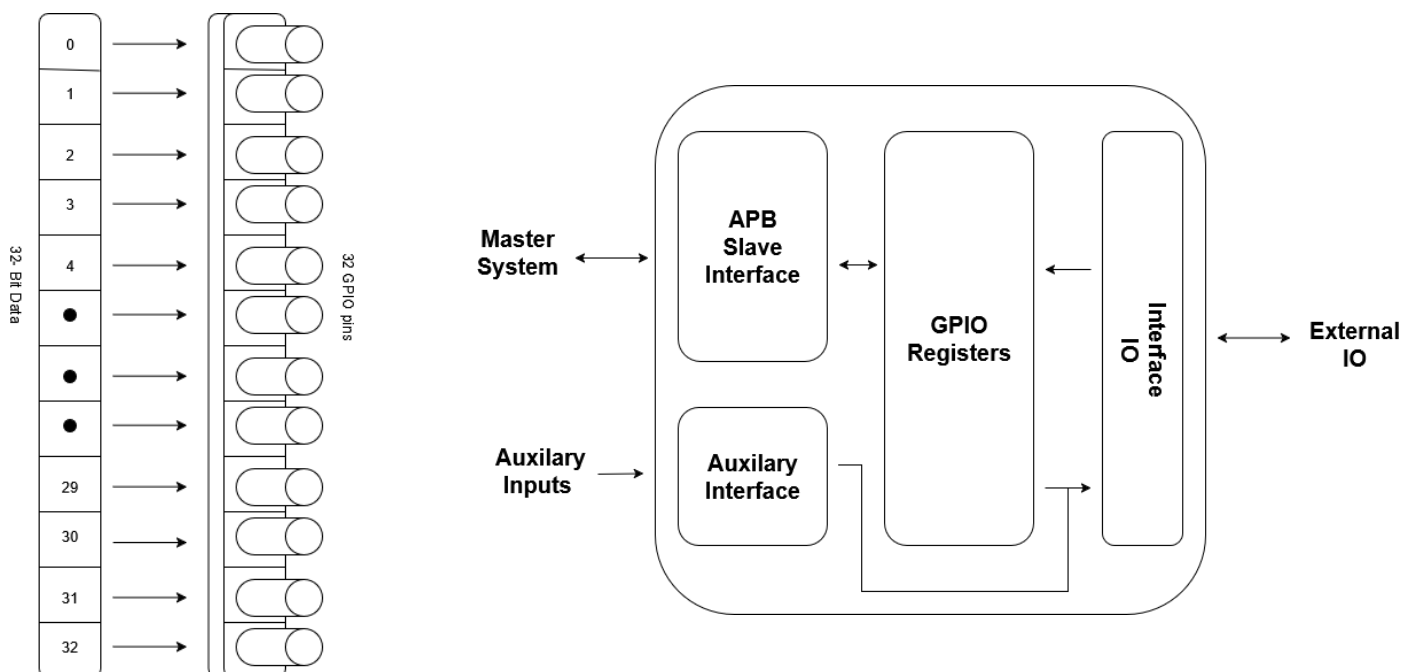 0
1
2
3
4
29
30
31
32
32- Bit Data
32 GPIO pins
Master
System
Auxilary
Inputs
APB
Slave
Interface
Auxilary
Interface
GPIO
Registers
Interface
IO
External
IO